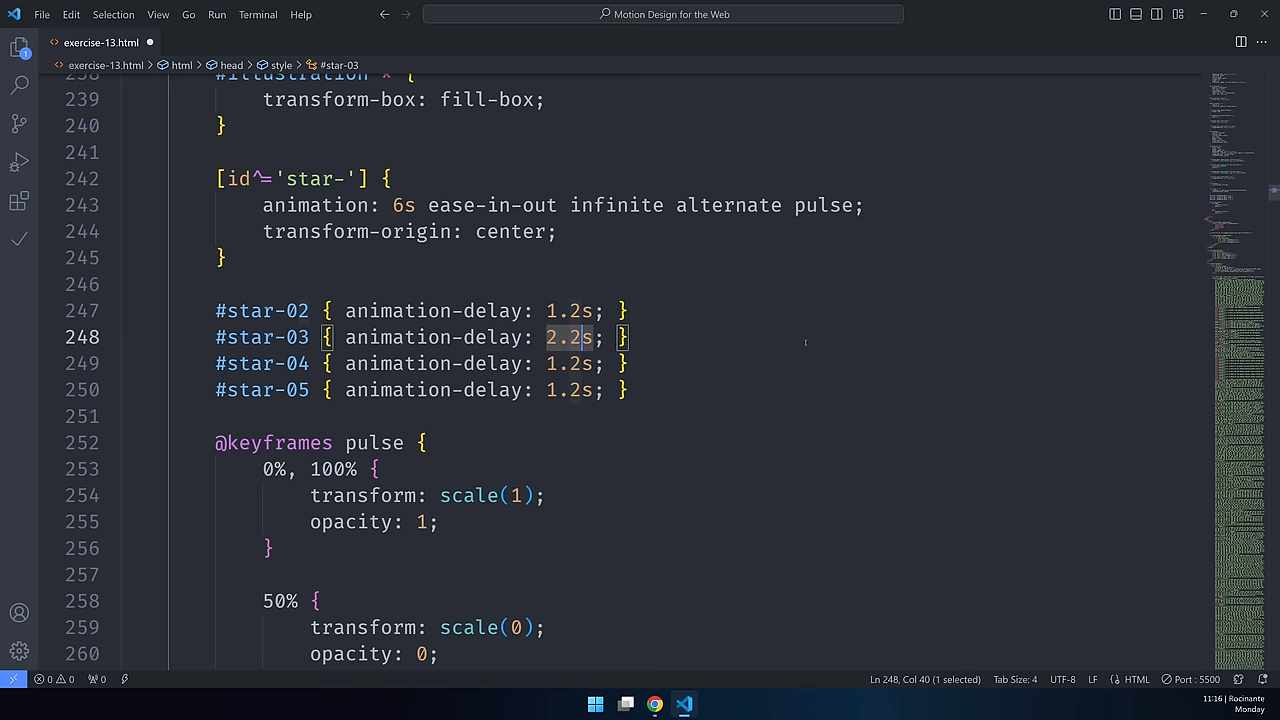 File Edit Selection View Go Run Terminal Help
Motion Design for the Web
exercise-13.html
exercise-13.html > html > head > style > #star-03
1
238 #illustration * {
239 transform-box: fill-box;
240 }
241
242 [id^='star-'] {
243 animation: 6s ease-in-out infinite alternate pulse;
244 transform-origin: center;
245 }
246
247 #star-02 { animation-delay: 1.2s; }
248 #star-03 { animation-delay: 2.2s; }
249 #star-04 { animation-delay: 1.2s; }
250 #star-05 { animation-delay: 1.2s; }
251
252 @keyframes pulse {
253 0%, 100% {
254 transform: scale(1);
255 opacity: 1;
256 }
257
258 50% {
259 transform: scale(0);
260 opacity: 0;
0 0 0 Ln 248, Col 40 (1 selected) Tab Size: 4 UTF-8 LF HTML Port : 5500
11:16 | Rocinante
Monday